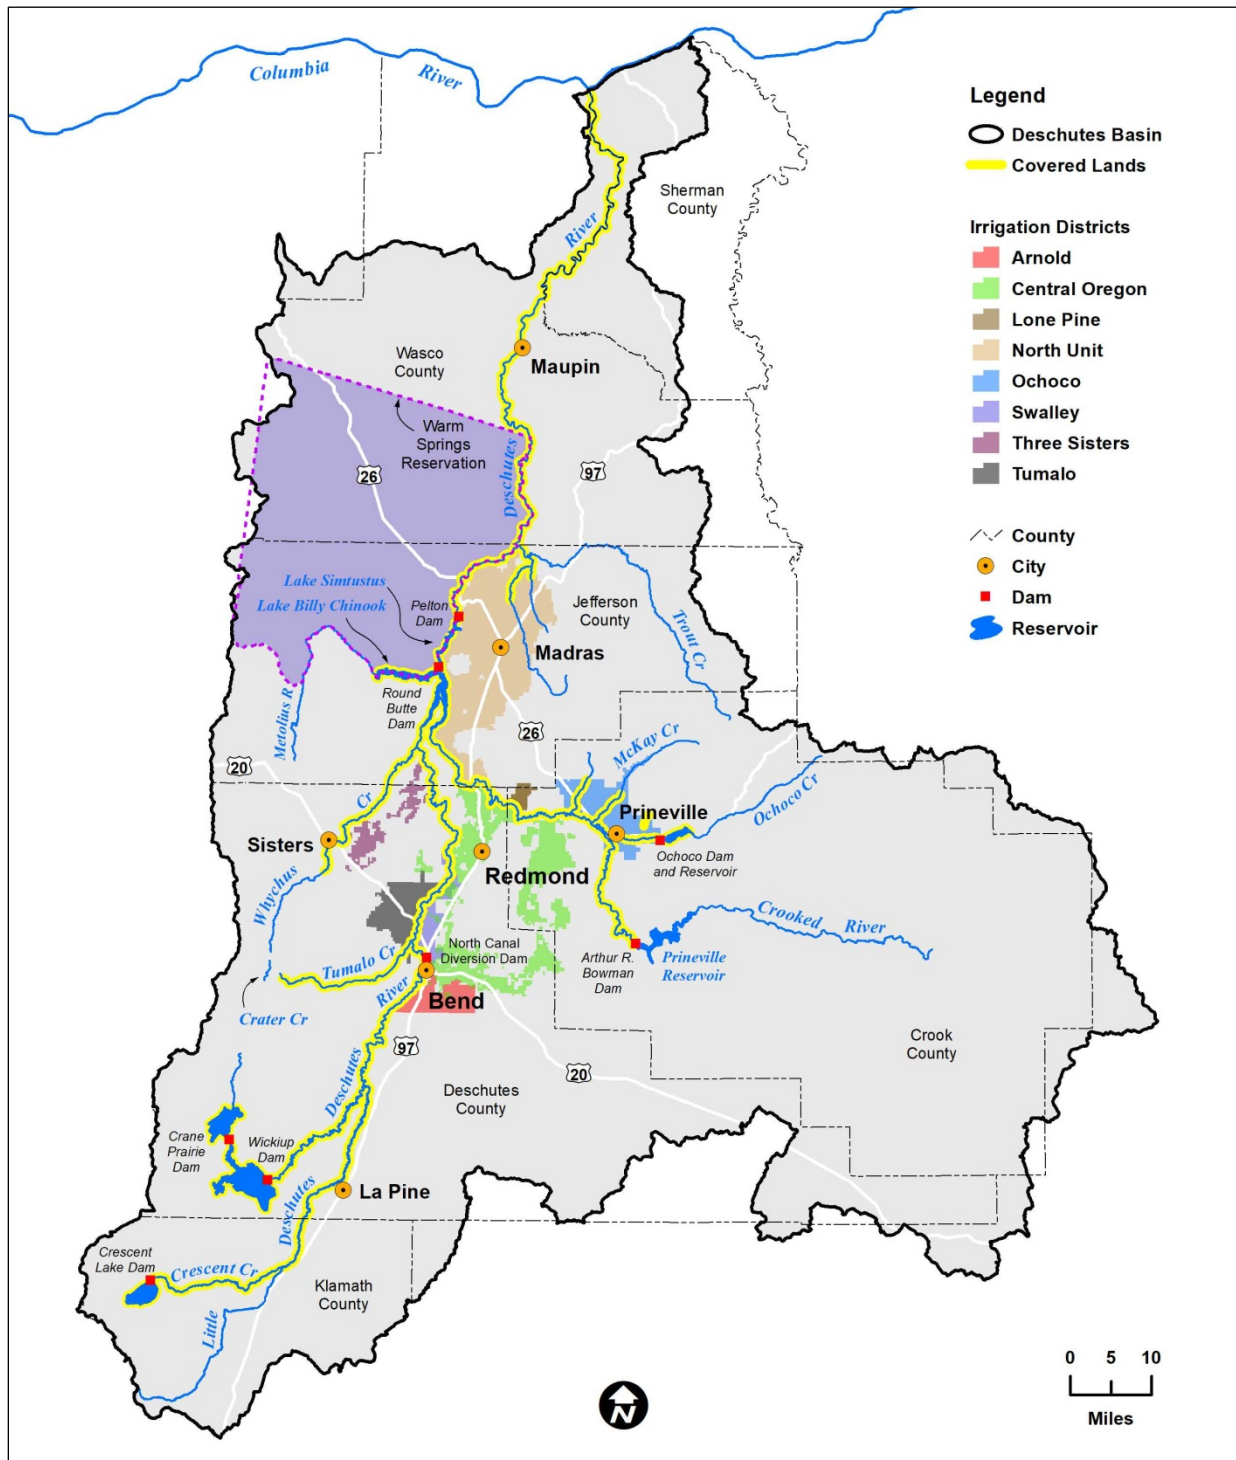 Columbia
River
Legend
Deschutes Basin
Covered Lands
Sherman
County
River
Irrigation Districts
Arnold
Central Oregon
Lone Pine
North Unit
Ochoco
Swalley
Three Sisters
Tumalo
Wasco
County
Maupin
Warm
Springs
Reservation
26
97
Deschutes
County
City
Dam
Reservoir
Lake Simtustus
Lake Billy Chinook
Pelton
Dam
Jefferson
County
Trout Cr
Madras
Round
Butte
Dam
Metolius R
26
20
McKay Cr
Ochoco Cr
Cr
Prineville
Sisters
Ochoco Dam
and Reservoir
Redmond
Whychus
Crooked River
North Canal
Diversion Dam
Arthur R.
Bowman
Dam
Prineville
Reservoir
Tumalo Cr
River
Bend
Crater Cr
97
Crook
County
20
Deschutes
Deschutes
County
Crane
Prairie
Dam
Wickiup
Dam
La Pine
Deschutes
Crescent
Lake Dam
Crescent Cr
Klamath
County
Little
0 5 10
Miles
N